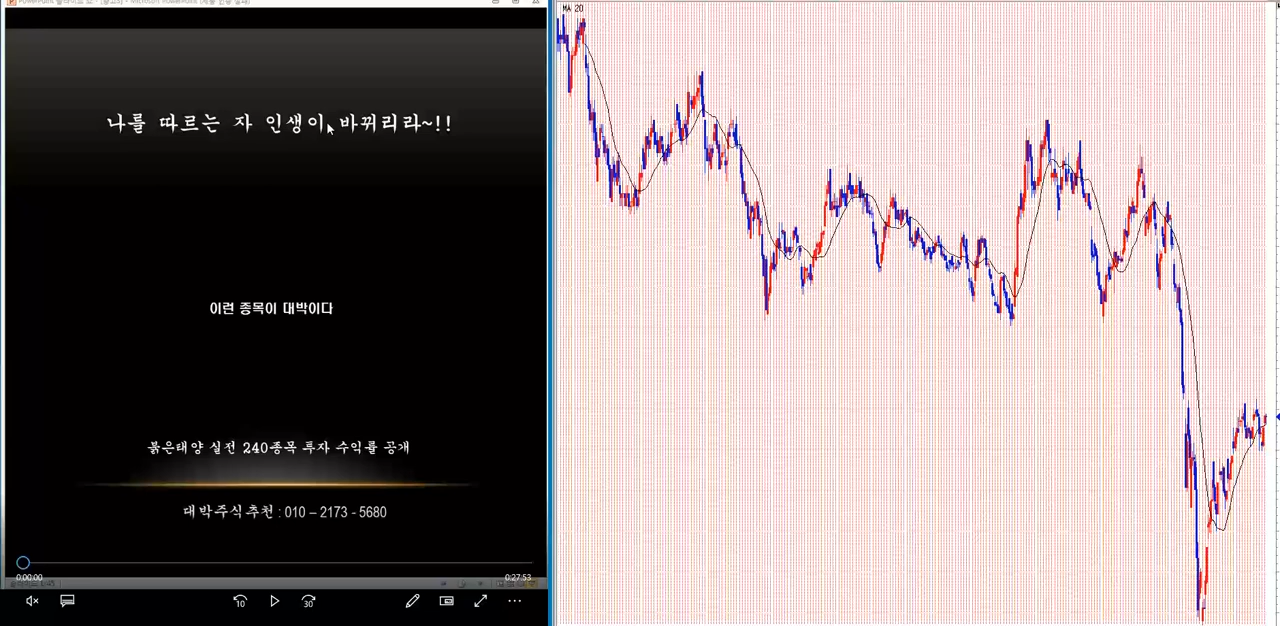 MA 20
나를 따르는 자 인생이 바뀌리라~!!
이런 종목이 대박이다
붉은태양 실전 240종목 투자 수익률 공개
대박주식추천 : 010 – 2173 - 5680
0:00:00
0:27:53
10
30